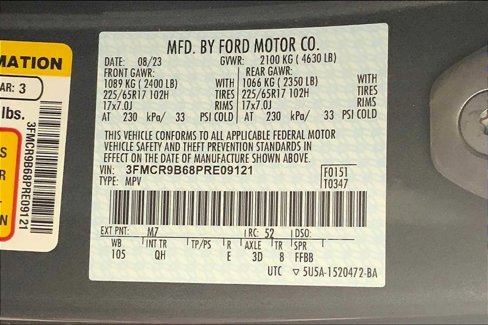 MFD. BY FORD MOTOR CO.
DATE: 08/23 GVWR: 2100 KG ( 4630 LB)
FRONT GAWR: REAR GAWR:
1089 KG ( 2400 LB) WITH 1066 KG ( 2350 LB) WITH
225/65R17 102H TIRES 225/65R17 102H TIRES
17x7.0J RIMS 17x7.0J RIMS
AT 230 kPa/ 33 PSI COLD AT 230 kPa/ 33 PSI COLD
THIS VEHICLE CONFORMS TO ALL APPLICABLE FEDERAL MOTOR
VEHICLE SAFETY AND THEFT PREVENTION STANDARDS IN
EFFECT ON THE DATE OF MANUFACTURE SHOWN ABOVE.
VIN: 3FMCR9B68PRE09121 F0151
TYPE: MPV T0347
EXT PNT: M7 RC: 52 DSO:
WB INT TR TP/PS R AXLE TR SPR
105 QH E 3D 8 FFBB
UTC ▽ 5U5A-1520472-BA
RMATION
AR: 3
lbs.
3FMCR9B68PRE09121